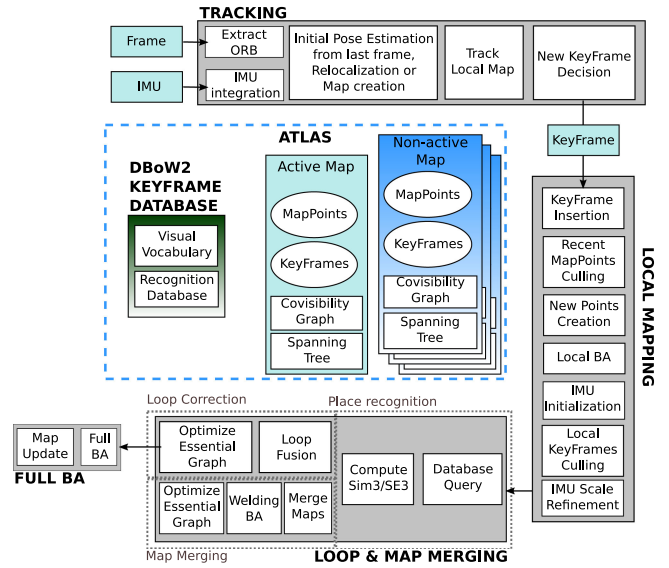 TRACKING
Frame
IMU
Extract
ORB
IMU
integration
Initial Pose Estimation
from last frame,
Relocalization or
Map creation
Track
Local Map
New KeyFrame
Decision
KeyFrame
ATLAS
DBoW2
KEYFRAME
DATABASE
Visual
Vocabulary
Recognition
Database
Active Map
MapPoints
KeyFrames
Covisibility
Graph
Spanning
Tree
Non-active
Map
MapPoints
KeyFrames
Covisibility
Graph
Spanning
Tree
LOCAL MAPPING
KeyFrame
Insertion
Recent
MapPoints
Culling
New Points
Creation
Local BA
IMU
Initialization
Local
KeyFrames
Culling
IMU Scale
Refinement
Loop Correction
Place recognition
Optimize
Essential
Graph
Loop
Fusion
Compute
Sim3/SE3
Database
Query
Map
Update
Full
BA
FULL BA
Optimize
Essential
Graph
Welding
BA
Merge
Maps
Map Merging
LOOP & MAP MERGING